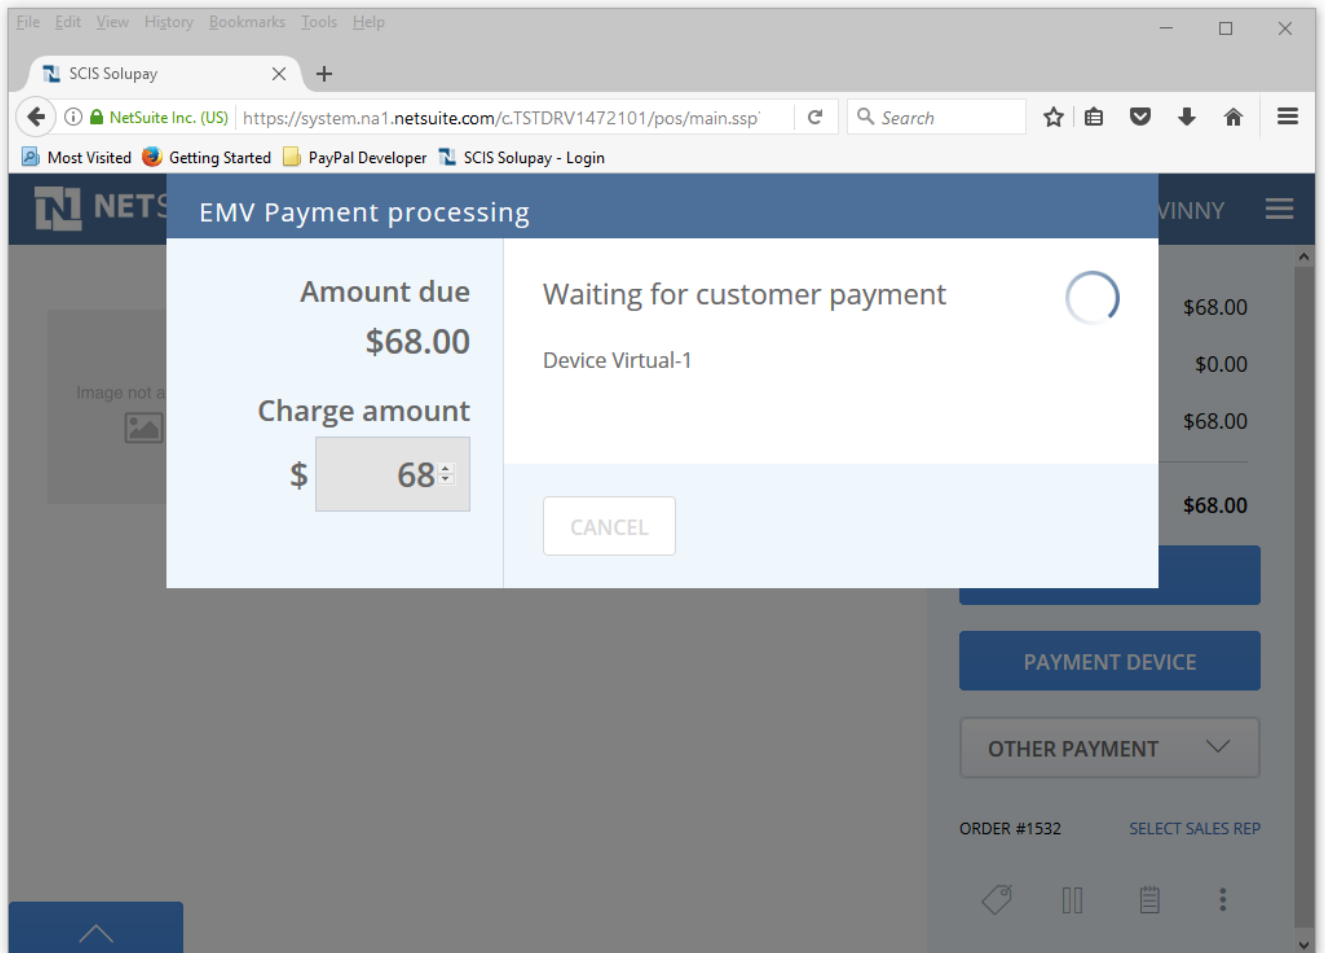 File Edit View History Bookmarks Tools Help
SCIS Solupay
NetSuite Inc. (US) https://system.na1.netsuite.com/c.TSTDRV1472101/pos/main.ssp
Search
Most Visited Getting Started PayPal Developer SCIS Solupay - Login
NETS
VINNY
EMV Payment processing
Amount due
$68.00
Charge amount
$ 68
Waiting for customer payment
Device Virtual-1
CANCEL
Image not a
$68.00
$0.00
$68.00
$68.00
PAYMENT DEVICE
OTHER PAYMENT
ORDER #1532 SELECT SALES REP